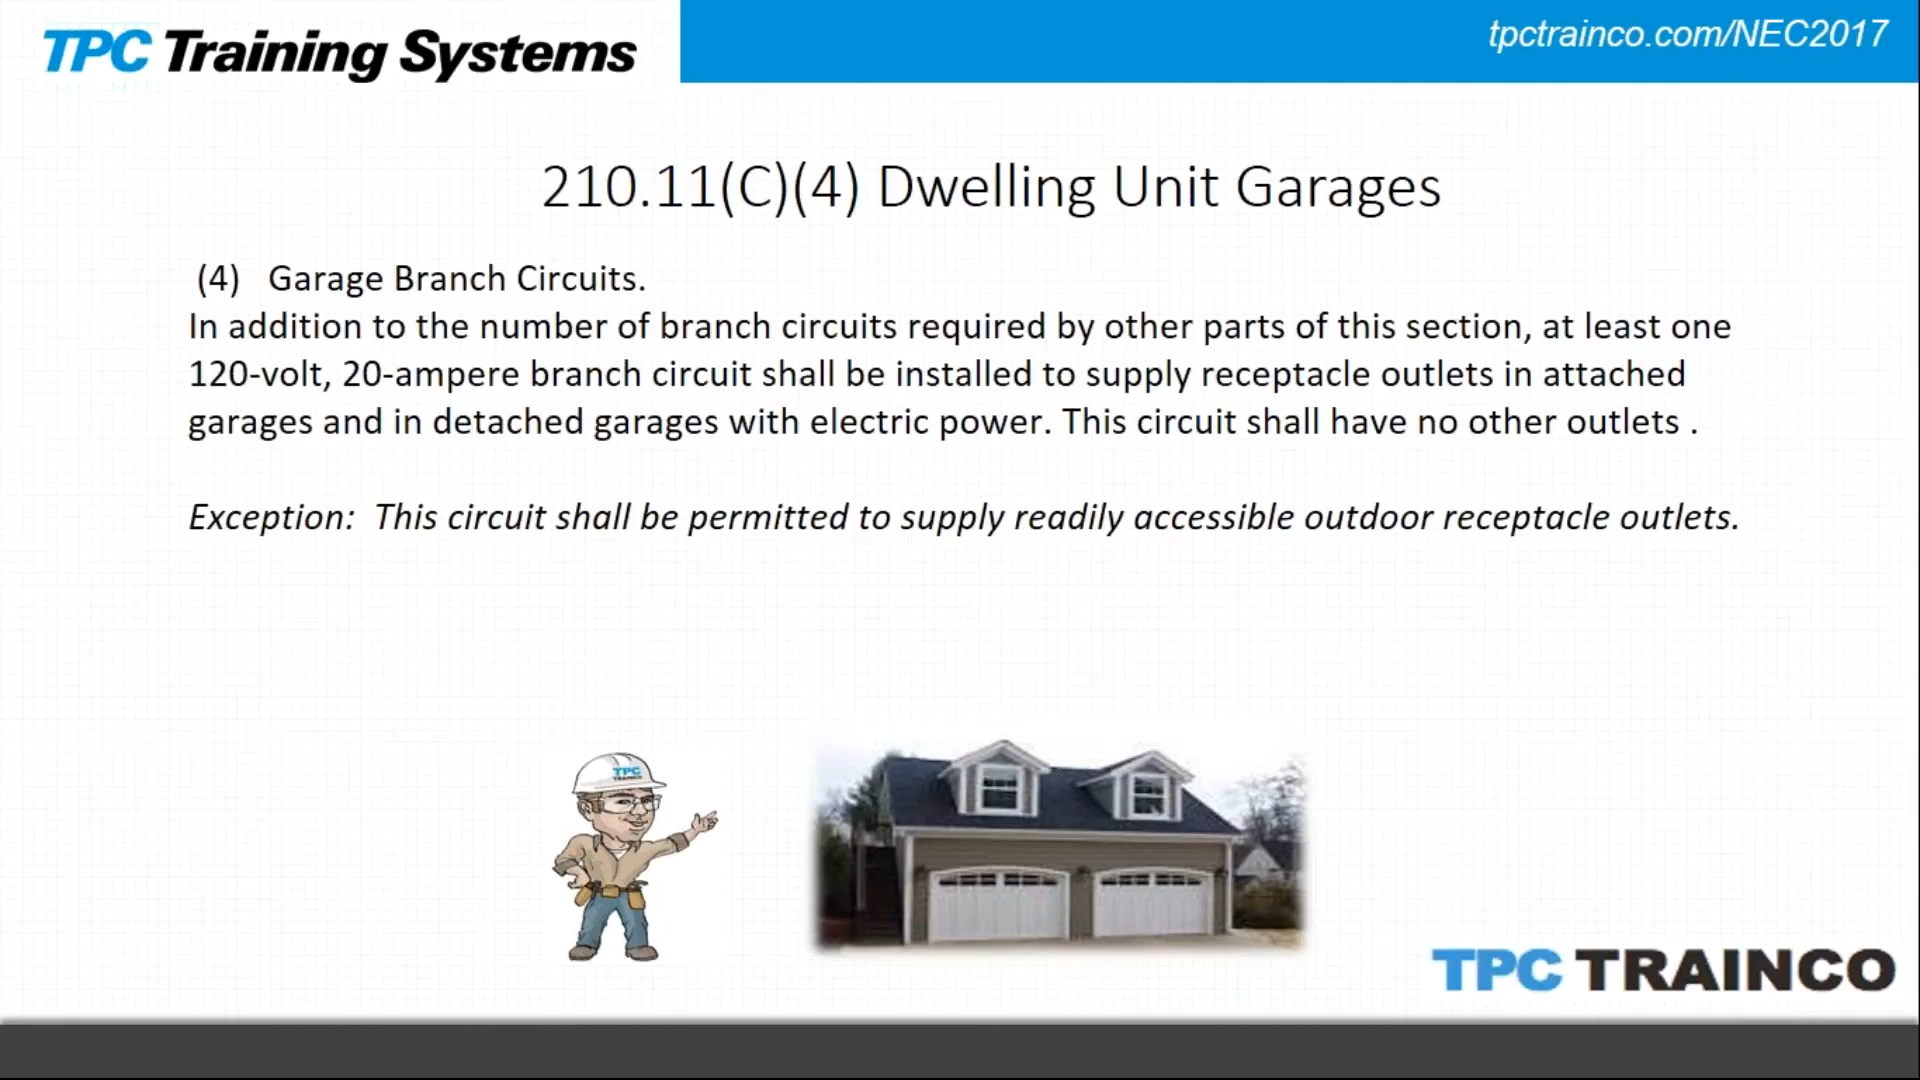 TPC Training Systems
tpctrainco.com/NEC2017
210.11(C)(4) Dwelling Unit Garages
(4) Garage Branch Circuits.
In addition to the number of branch circuits required by other parts of this section, at least one
120-volt, 20-ampere branch circuit shall be installed to supply receptacle outlets in attached
garages and in detached garages with electric power. This circuit shall have no other outlets .
Exception: This circuit shall be permitted to supply readily accessible outdoor receptacle outlets.
TPC
TRAINCO
TPC TRAINCO